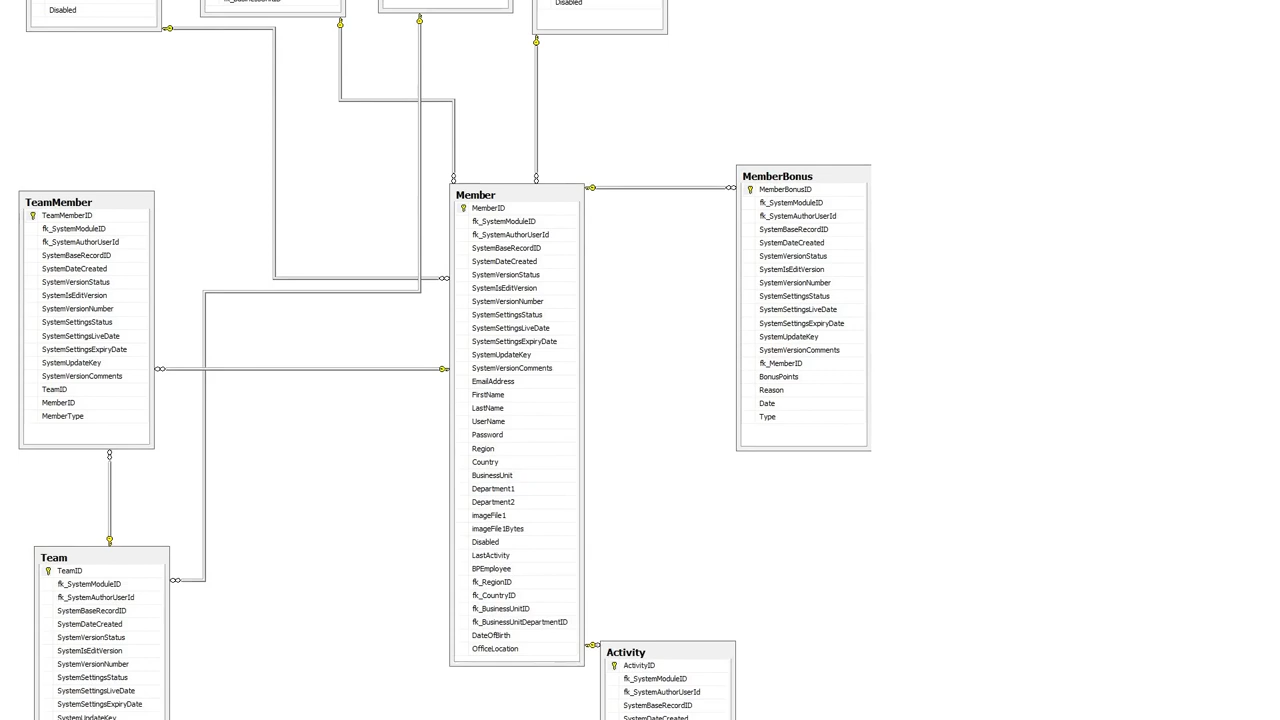 Disabled
Disabled
TeamMember
TeamMemberID
fk_SystemModuleID
fk_SystemAuthorUserId
SystemBaseRecordID
SystemDateCreated
SystemVersionStatus
SystemIsEditVersion
SystemVersionNumber
SystemSettingsStatus
SystemSettingsLiveDate
SystemSettingsExpiryDate
SystemUpdateKey
SystemVersionComments
TeamID
MemberID
MemberType
Member
MemberID
fk_SystemModuleID
fk_SystemAuthorUserId
SystemBaseRecordID
SystemDateCreated
SystemVersionStatus
SystemIsEditVersion
SystemVersionNumber
SystemSettingsStatus
SystemSettingsLiveDate
SystemSettingsExpiryDate
SystemUpdateKey
SystemVersionComments
EmailAddress
FirstName
LastName
UserName
Password
Region
Country
BusinessUnit
Department1
Department2
imageFile1
imageFile1Bytes
Disabled
LastActivity
BPEmployee
fk_RegionID
fk_CountryID
fk_BusinessUnitID
fk_BusinessUnitDepartmentID
DateOfBirth
OfficeLocation
MemberBonus
MemberBonusID
fk_SystemModuleID
fk_SystemAuthorUserId
SystemBaseRecordID
SystemDateCreated
SystemVersionStatus
SystemIsEditVersion
SystemVersionNumber
SystemSettingsStatus
SystemSettingsLiveDate
SystemSettingsExpiryDate
SystemUpdateKey
SystemVersionComments
fk_MemberID
BonusPoints
Reason
Date
Type
Team
TeamID
fk_SystemModuleID
fk_SystemAuthorUserId
SystemBaseRecordID
SystemDateCreated
SystemVersionStatus
SystemIsEditVersion
SystemVersionNumber
SystemSettingsStatus
SystemSettingsLiveDate
SystemSettingsExpiryDate
SystemUpdateKey
Activity
ActivityID
fk_SystemModuleID
fk_SystemAuthorUserId
SystemBaseRecordID
SystemDateCreated